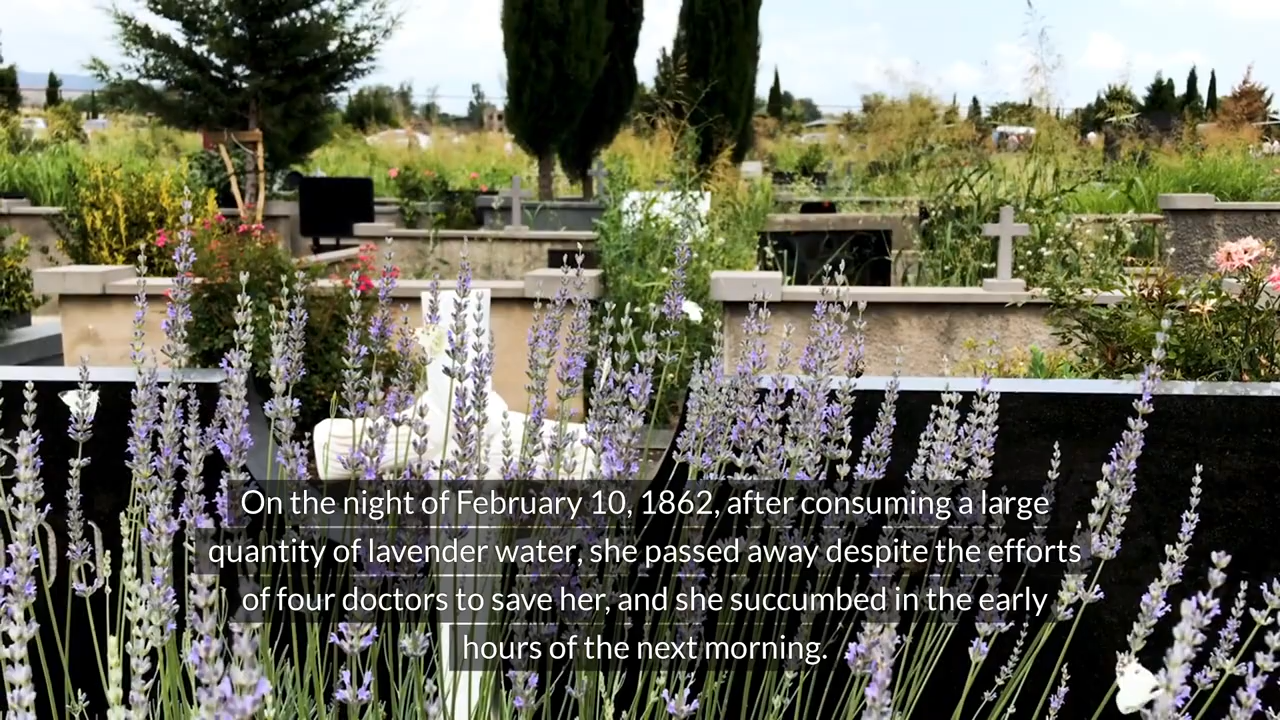 On the night of February 10, 1862, after consuming a large
quantity of lavender water, she passed away despite the efforts
of four doctors to save her, and she succumbed in the early
hours of the next morning.